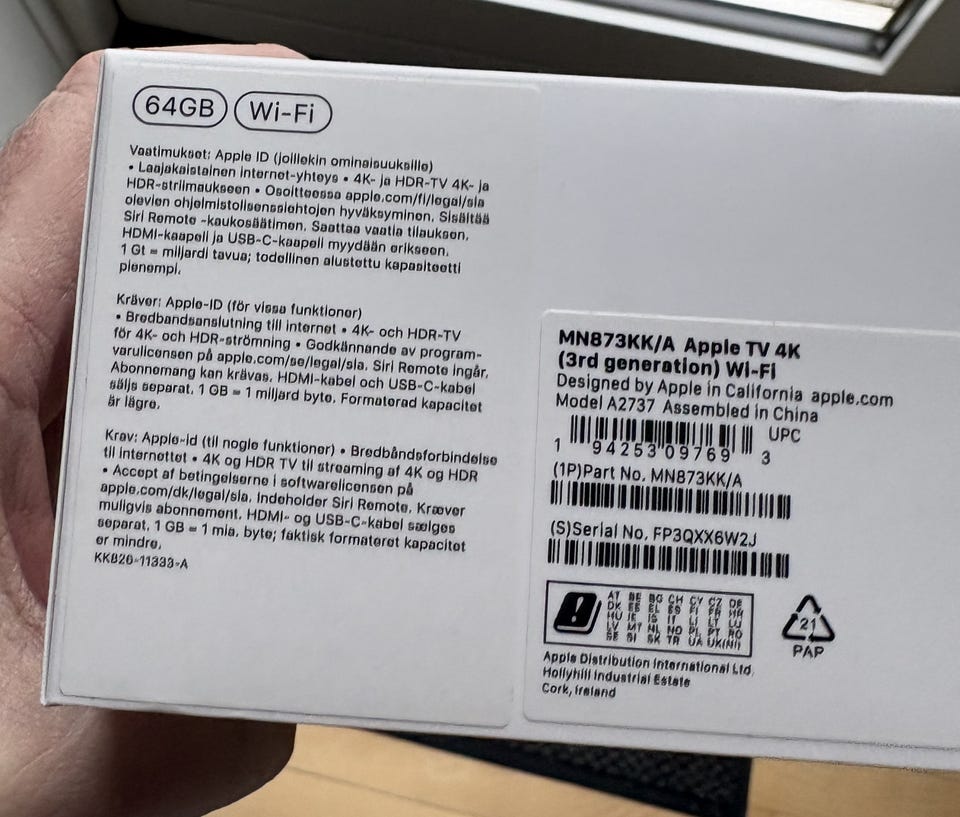 64GB Wi-Fi
Vaatimukset: Apple ID (joillekin ominaisuuksille)
• Laajakaistainen internet-yhteys • 4K- ja HDR-TV 4K- ja
HDR-striimaukseen • Osoitteessa apple.com/fi/legal/sla
olevien ohjelmistolisenssiehtojen hyväksyminen. Sisältää
Siri Remote -kaukosäätimen. Saattaa vaatia tilauksen.
HDMI-kaapeli ja USB-C-kaapeli myydään erikseen.
1 Gt = miljardi tavua; todellinen alustettu kapasiteetti
pienempi.
Kräver: Apple-ID (för vissa funktioner)
• Bredbandsanslutning till internet • 4K- och HDR-TV
för 4K- och HDR-strömning • Godkännande av program-
varulicensen på apple.com/se/legal/sla. Siri Remote ingår.
Abonnemang kan krävas. HDMI-kabel och USB-C-kabel
säljs separat. 1 GB = 1 miljard byte. Formaterad kapacitet
är lägre.
Krav: Apple-id (til nogle funktioner) • Bredbåndsforbindelse
til internettet • 4K og HDR TV til streaming af 4K og HDR
• Accept af betingelserne i softwarelicensen på
apple.com/dk/legal/sla. Indeholder Siri Remote. Kræver
muligvis abonnement. HDMI- og USB-C-kabel sælges
separat. 1 GB = 1 mia. byte; faktisk formateret kapacitet
er mindre.
KK826-11333-A
MN873KK/A Apple TV 4K
(3rd generation) Wi-Fi
Designed by Apple in California apple.com
Model A2737 Assembled in China
UPC
1 94253 09769 3
(1P)Part No. MN873KK/A
(S)Serial No. FP3QXX6W2J
AT BE BG CH CY CZ DE
DK EE EL ES FI FR HR
HU IE IS IT LI LT LU
LV MT NL NO PL PT RO
SE SI SK TR UA UK(NI)
21
PAP
Apple Distribution International Ltd.
Hollyhill Industrial Estate
Cork, Ireland